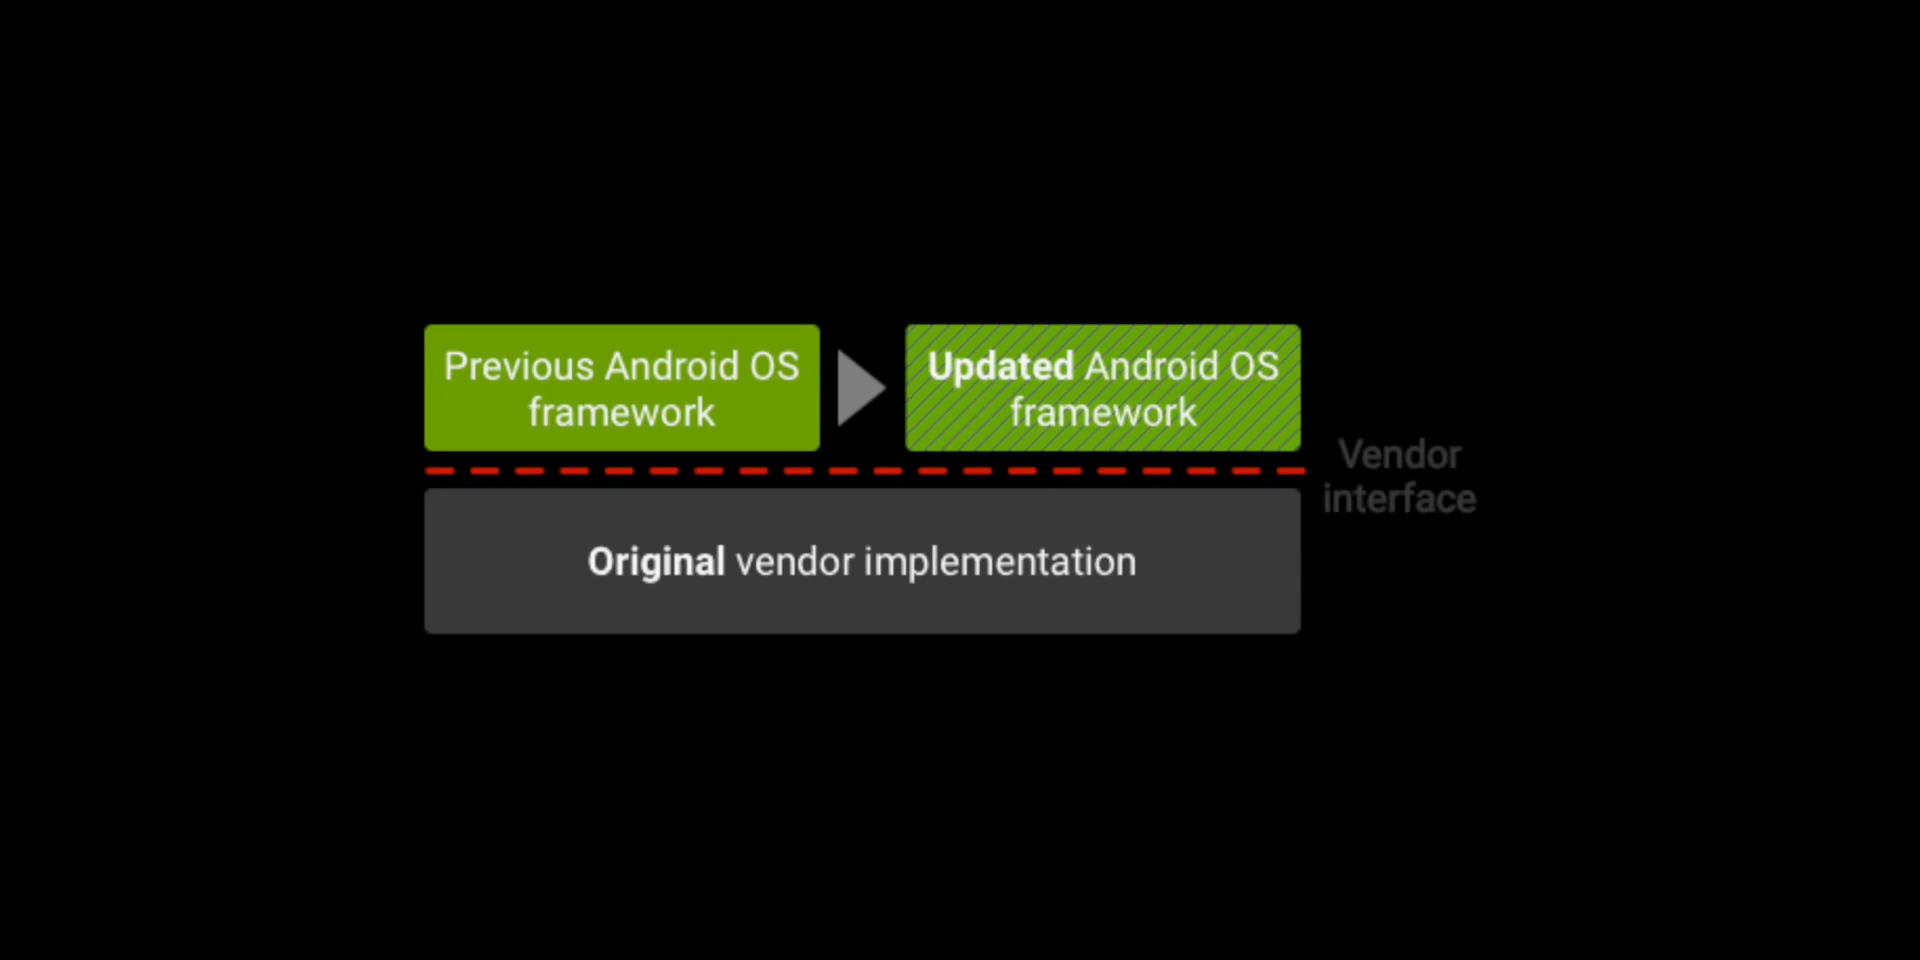 Previous Android OS
framework
Updated Android OS
framework
Vendor
interface
Original vendor implementation